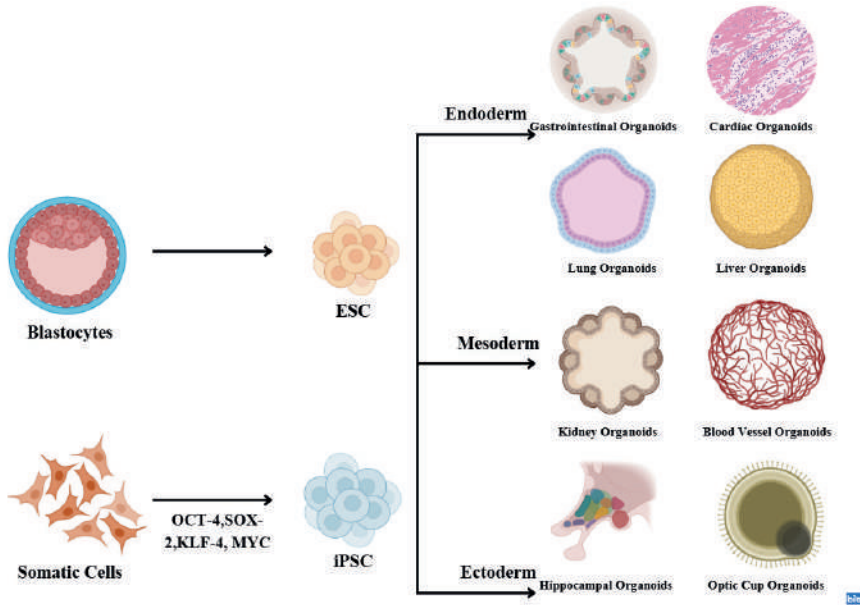 Endoderm
Gastrointestinal Organoids
Cardiac Organoids
Lung Organoids
Liver Organoids
Blastocytes
ESC
Mesoderm
Kidney Organoids
Blood Vessel Organoids
OCT-4,SOX-
2,KLF-4, MYC
Somatic Cells
iPSC
Ectoderm
Hippocampal Organoids
Optic Cup Organoids